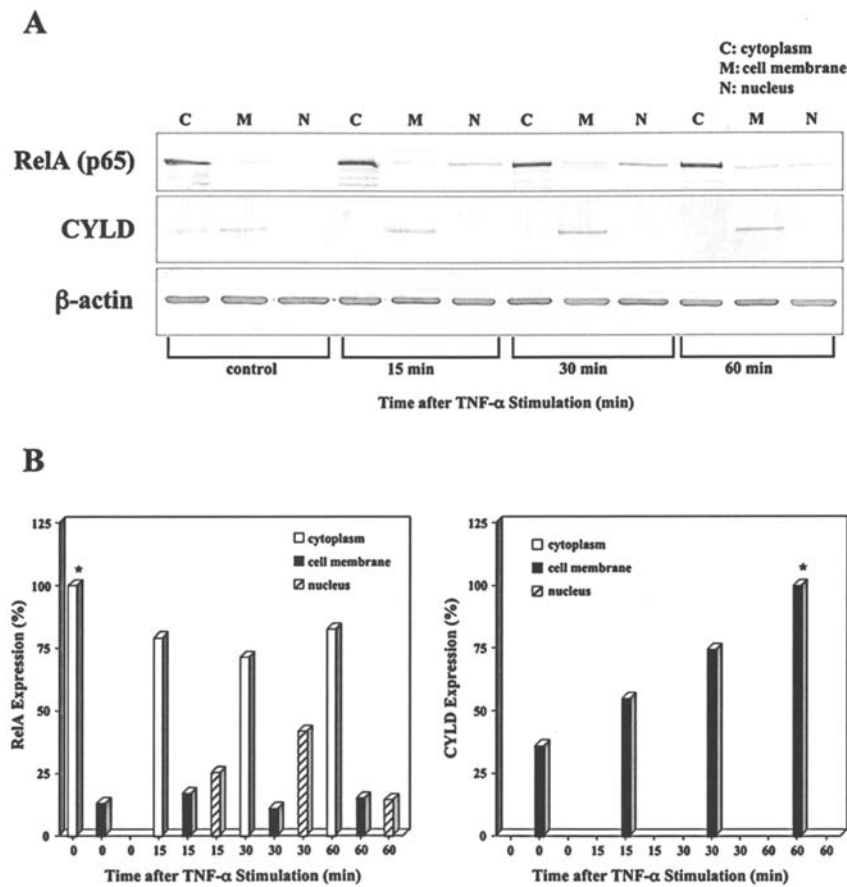 A
C: cytoplasm
M: cell membrane
N: nucleus
C M N C M N C M N C M N
RelA (p65)
CYLD
β-actin
control 15 min 30 min 60 min
Time after TNF-α Stimulation (min)
B
125
100
75
50
25
0
RelA Expression (%)
*
cytoplasm
cell membrane
nucleus
0 0 0 15 15 15 30 30 30 60 60 60
Time after TNF-α Stimulation (min)
125
100
75
50
25
0
CYLD Expression (%)
cytoplasm
cell membrane
nucleus
*
0 0 0 15 15 15 30 30 30 60 60 60
Time after TNF-α Stimulation (min)